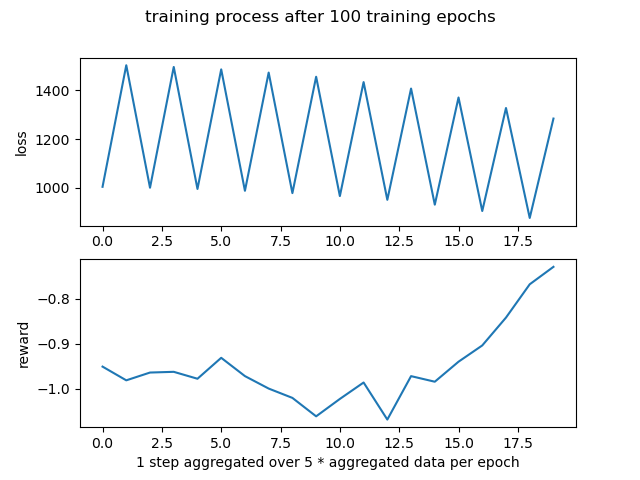 training process after 100 training epochs
1400
1200
1000
loss
0.0 2.5 5.0 7.5 10.0 12.5 15.0 17.5
−0.8
−0.9
−1.0
reward
0.0 2.5 5.0 7.5 10.0 12.5 15.0 17.5
1 step aggregated over 5 * aggregated data per epoch